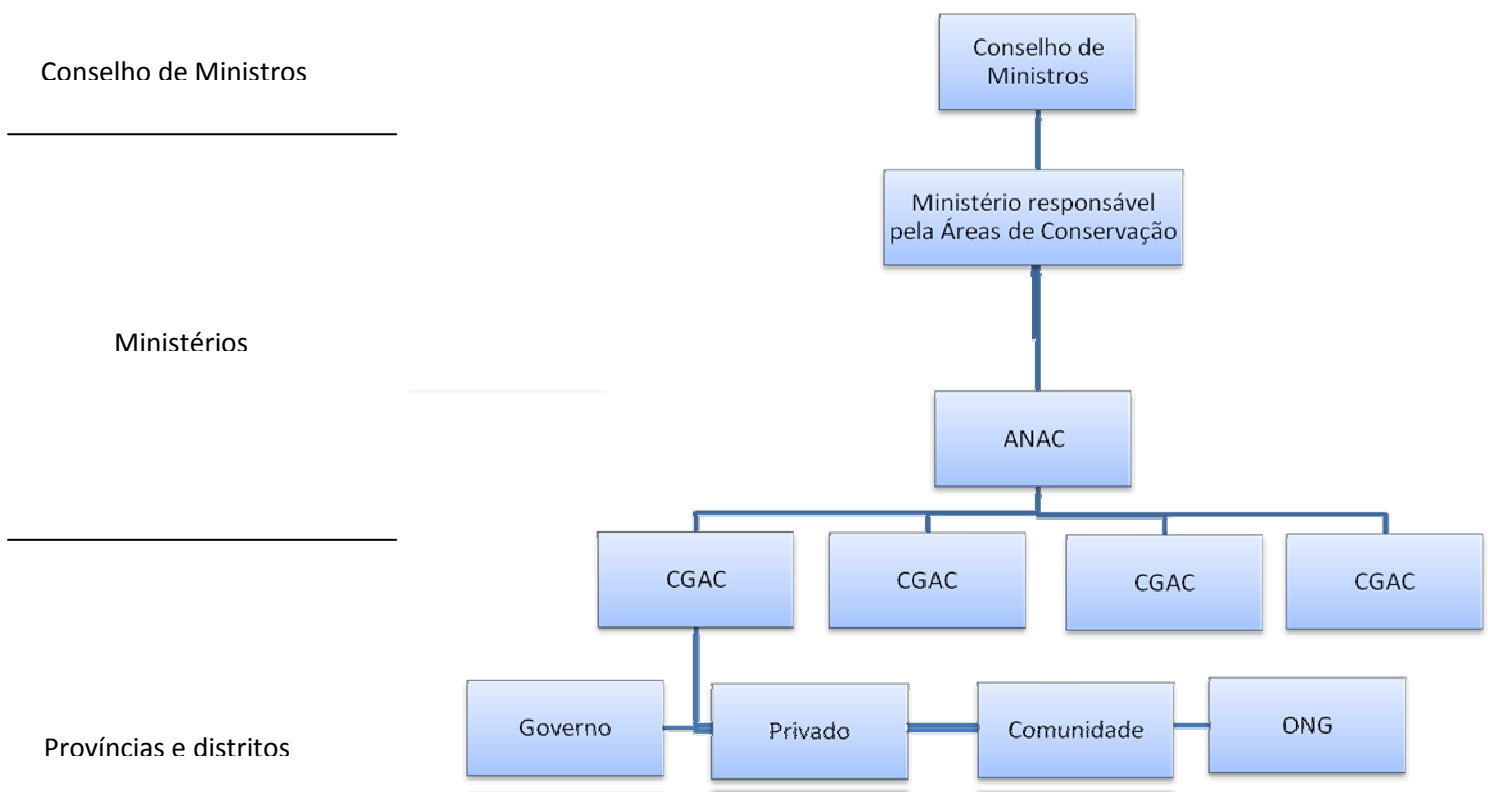 Conselho de Ministros
Conselho de
Ministros
Ministério responsável
pela Áreas de Conservação
Ministérios
ANAC
CGAC
CGAC
CGAC
CGAC
Governo
Privado
Comunidade
ONG
Províncias e distritos